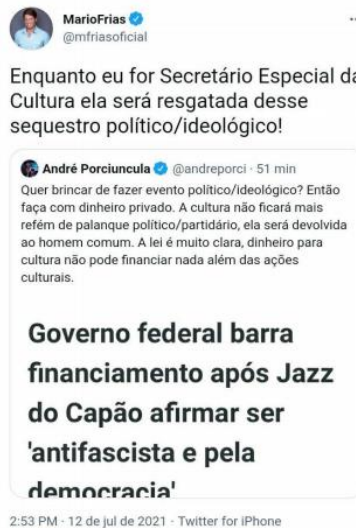 MarioFrias
@mfriasoficial
Enquanto eu for Secretário Especial da
Cultura ela será resgatada desse
sequestro político/ideológico!
André Porciuncula @andreporci · 51 min
Quer brincar de fazer evento político/ideológico? Então
faça com dinheiro privado. A cultura não ficará mais
refém de palanque político/partidário, ela será devolvida
ao homem comum. A lei é muito clara, dinheiro para
cultura não pode financiar nada além das ações
culturais.
Governo federal barra
financiamento após Jazz
do Capão afirmar ser
'antifascista e pela
democracia'
2:53 PM · 12 de jul de 2021 · Twitter for iPhone